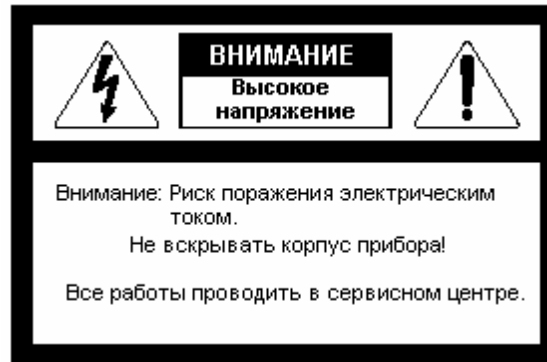 ВНИМАНИЕ
Высокое
напряжение
Внимание: Риск поражения электрическим
током.
Не вскрывать корпус прибора!
Все работы проводить в сервисном центре.